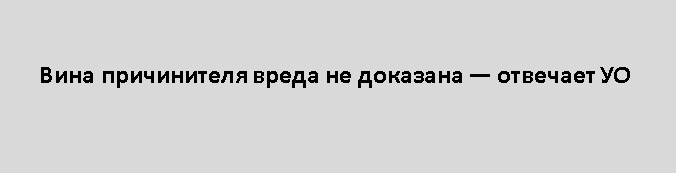 Вина причинителя вреда не доказана — отвечает УО